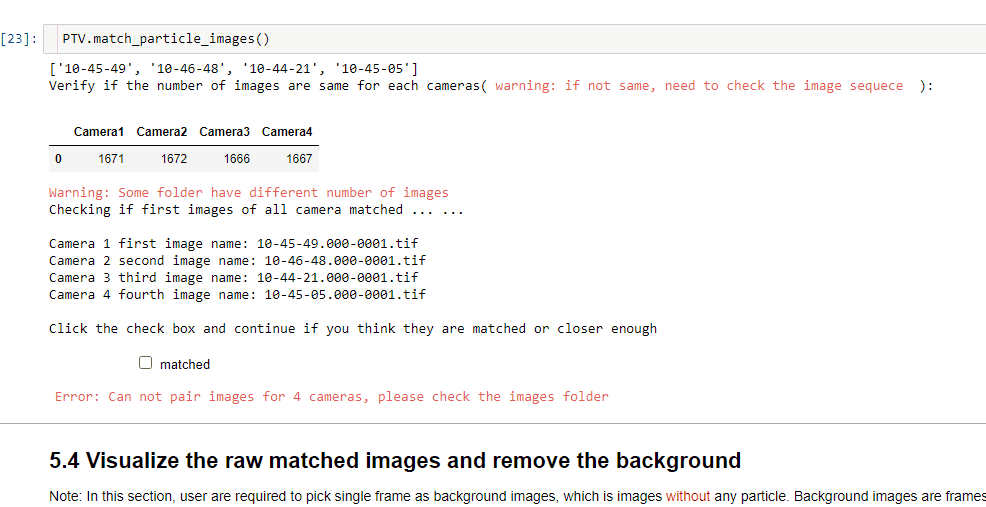 [23]: PTV.match_particle_images()
['10-45-49', '10-46-48', '10-44-21', '10-45-05']
Verify if the number of images are same for each cameras( warning: if not same, need to check the image sequece ):
Camera1 Camera2 Camera3 Camera4
0 1671 1672 1666 1667
Warning: Some folder have different number of images
Checking if first images of all camera matched ... ...
Camera 1 first image name: 10-45-49.000-0001.tif
Camera 2 second image name: 10-46-48.000-0001.tif
Camera 3 third image name: 10-44-21.000-0001.tif
Camera 4 fourth image name: 10-45-05.000-0001.tif
Click the check box and continue if you think they are matched or closer enough
matched
Error: Can not pair images for 4 cameras, please check the images folder
5.4 Visualize the raw matched images and remove the background
Note: In this section, user are required to pick single frame as background images, which is images without any particle. Background images are frames